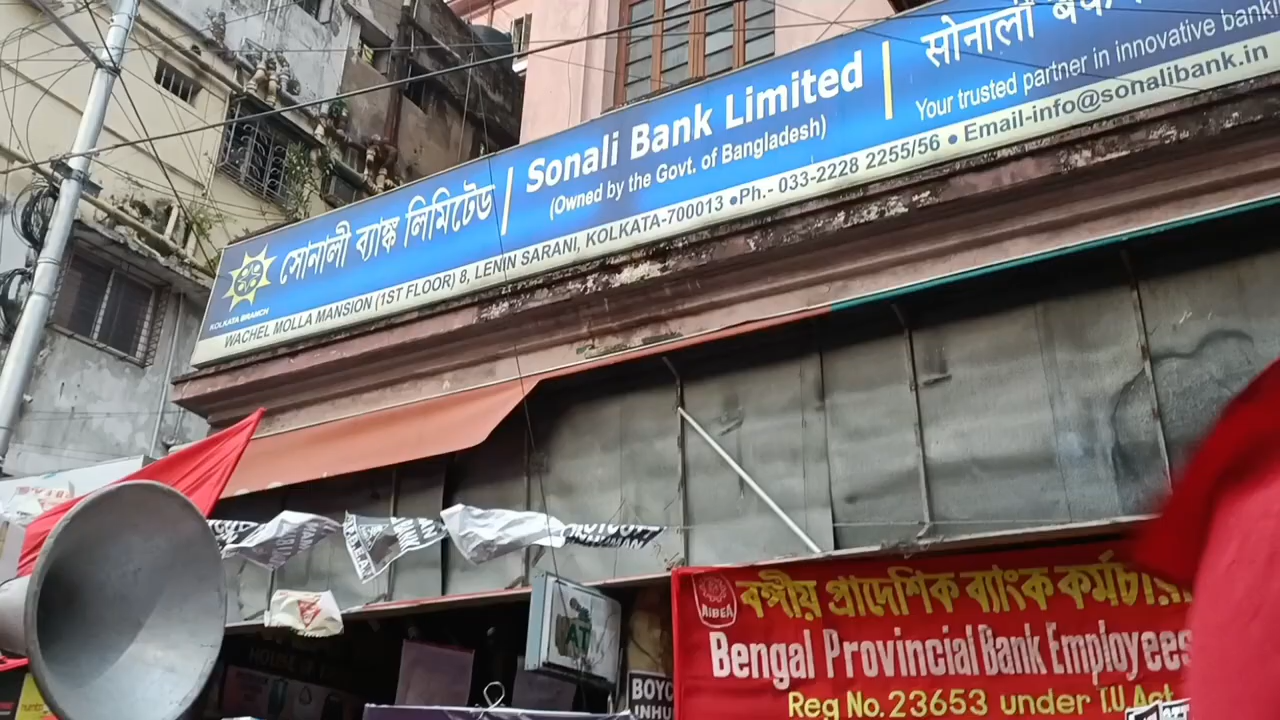 সোনালী ব্যাঙ্ক লিমিটেড | Sonali Bank Limited | सोनाली
(Owned by the Govt. of Bangladesh)
Your trusted partner in innovative banki
KOLKATA BRANCH
WACHEL MOLLA MANSION (1ST FLOOR) 8, LENIN SARANI, KOLKATA-700013 •Ph.- 033-2228 2255/56 • Email-info@sonalibank.in
AIBEA
বঙ্গীয় প্রাদেশিক ব্যাংক কর্মচারী
Bengal Provincial Bank Employees
Reg No. 23653 under T.U Act
AT
HOUSE
BOYC
INHU